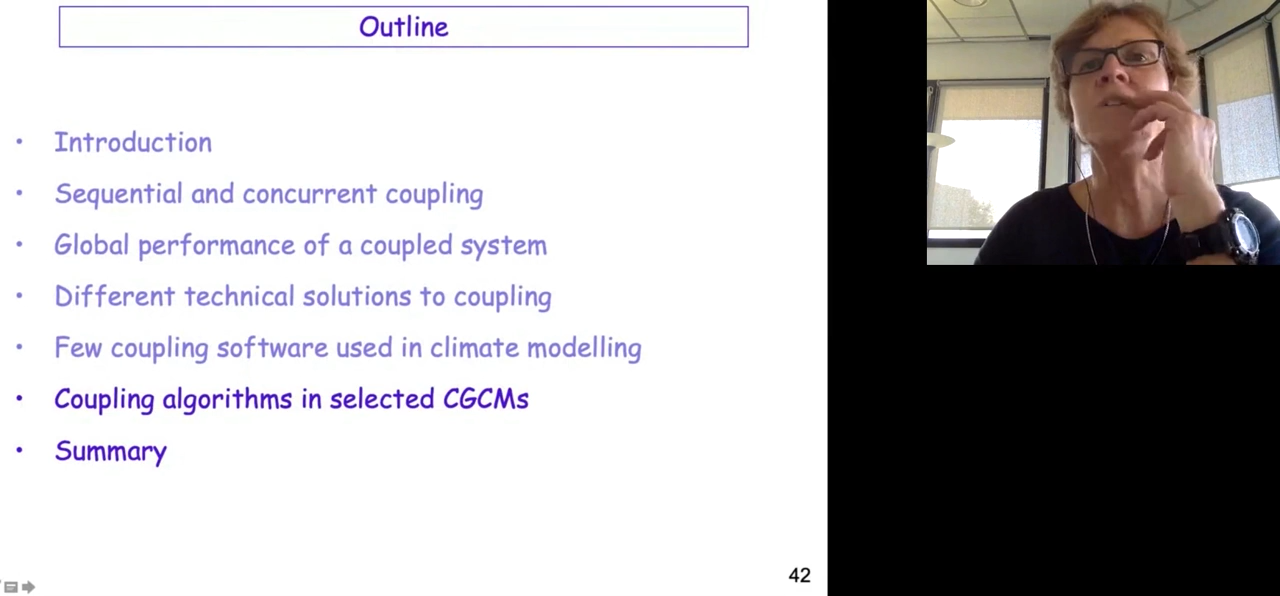 Outline
• Introduction
• Sequential and concurrent coupling
• Global performance of a coupled system
• Different technical solutions to coupling
• Few coupling software used in climate modelling
• Coupling algorithms in selected CGCMs
• Summary
42